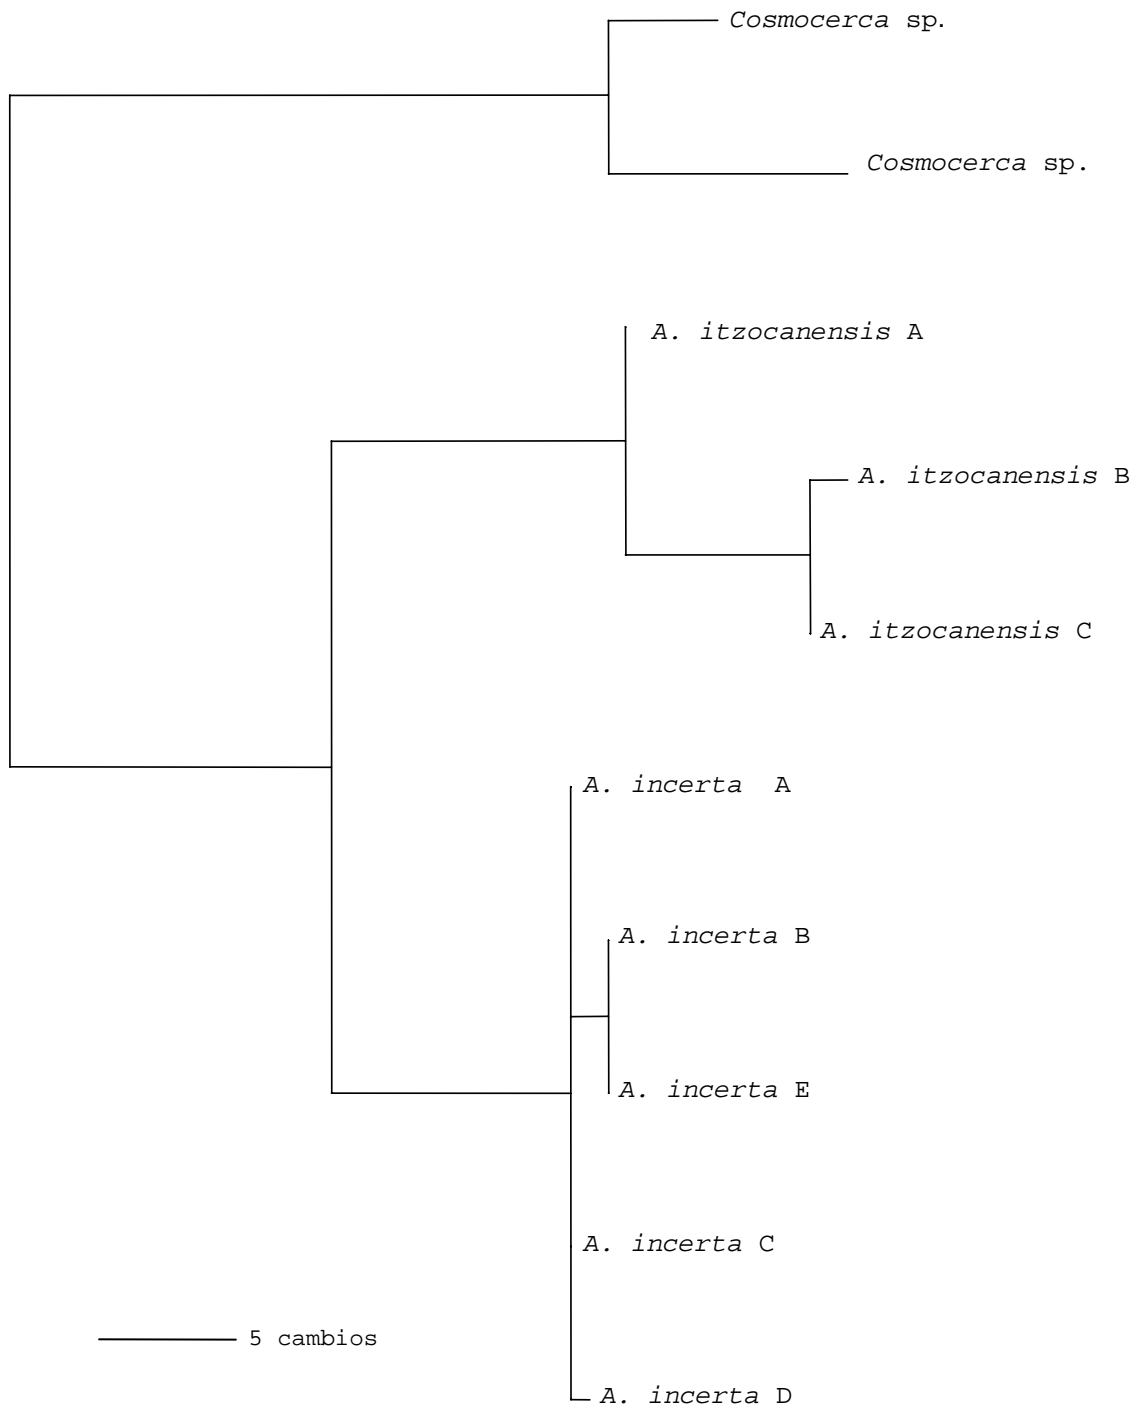 Cosmocerca sp.
Cosmocerca sp.
A. itzocanensis A
A. itzocanensis B
A. itzocanensis C
A. incerta A
A. incerta B
A. incerta E
A. incerta C
5 cambios
A. incerta D